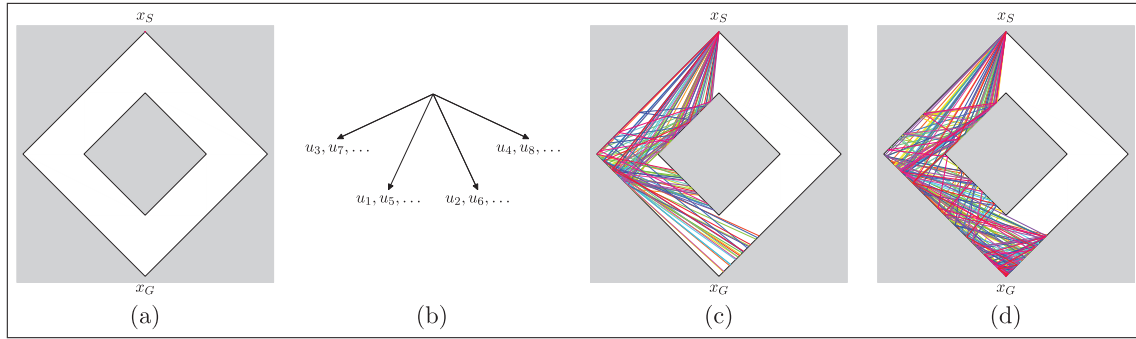 x_S
x_G
(a)
u_3, u_7, . . .
u_4, u_8, . . .
u_1, u_5, . . .
u_2, u_6, . . .
(b)
x_S
x_G
(c)
x_S
x_G
(d)